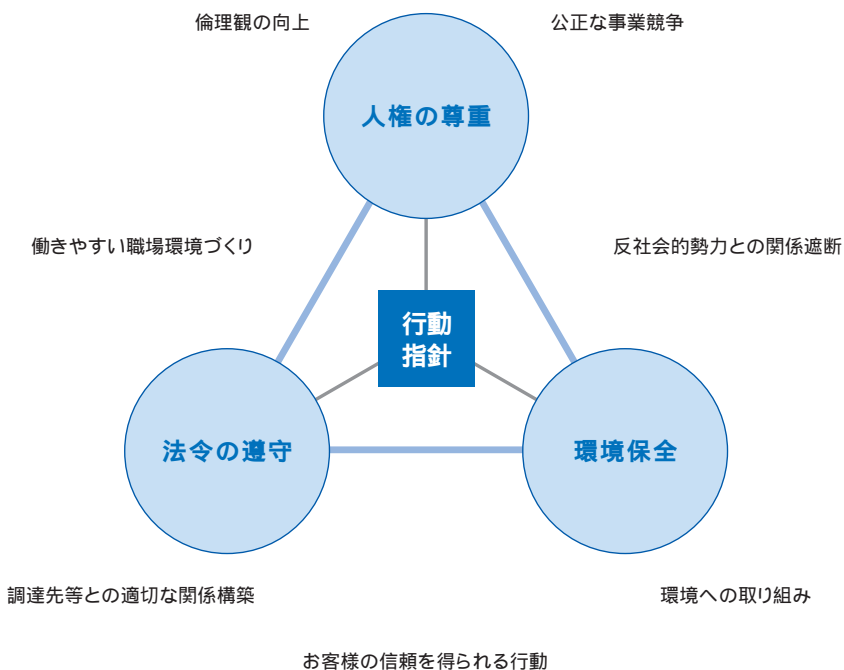 倫理観の向上
公正な事業競争
人権の尊重
働きやすい職場環境づくり
反社会的勢力との関係遮断
行動
指針
法令の遵守
環境保全
調達先等との適切な関係構築
環境への取り組み
お客様の信頼を得られる行動